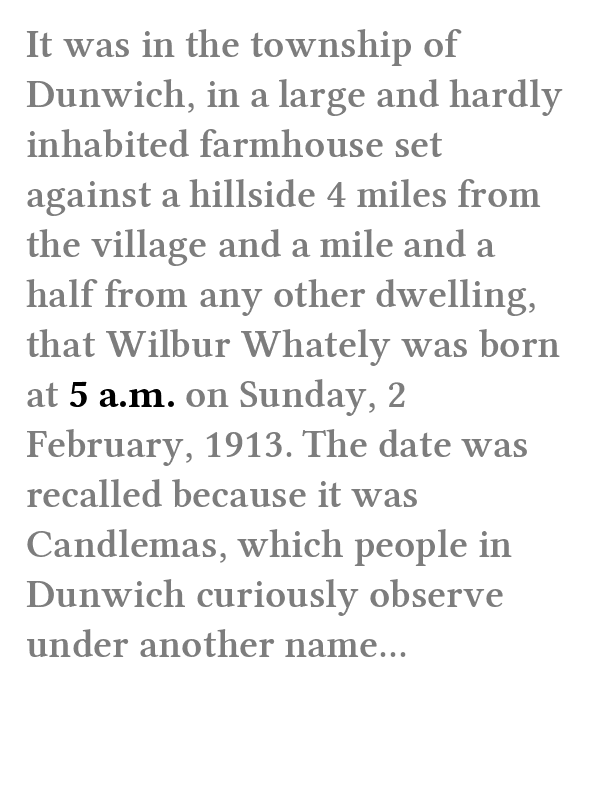 It was in the township of
Dunwich, in a large and hardly
inhabited farmhouse set
against a hillside 4 miles from
the village and a mile and a
half from any other dwelling,
that Wilbur Whately was born
at 5 a.m. on Sunday, 2
February, 1913. The date was
recalled because it was
Candlemas, which people in
Dunwich curiously observe
under another name...